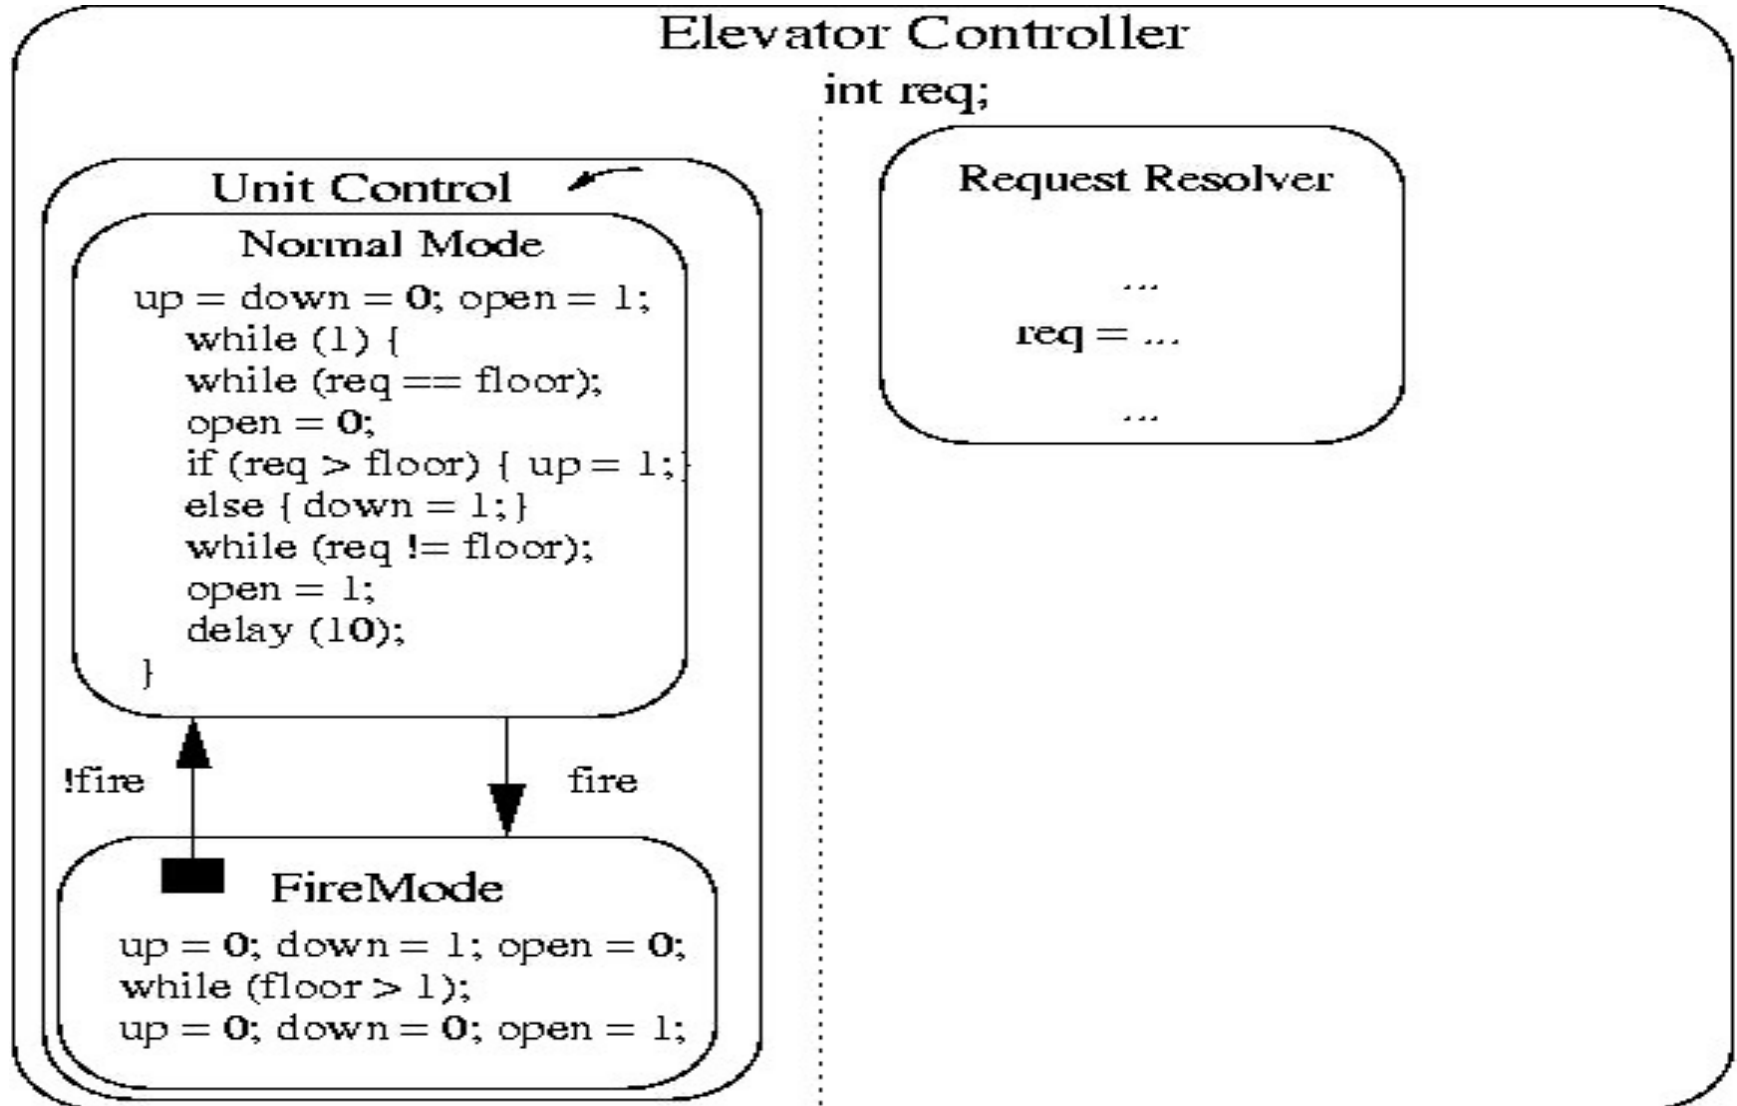 Elevator Controller
int req;
Unit Control
Normal Mode
up = down = 0; open = 1;
while (1) {
while (req == floor);
open = 0;
if (req > floor) { up = 1;}
else { down = 1; }
while (req != floor);
open = 1;
delay (10);
}
!fire
fire
FireMode
up = 0; down = 1; open = 0;
while (floor > 1);
up = 0; down = 0; open = 1;
Request Resolver
...
req = ...
...